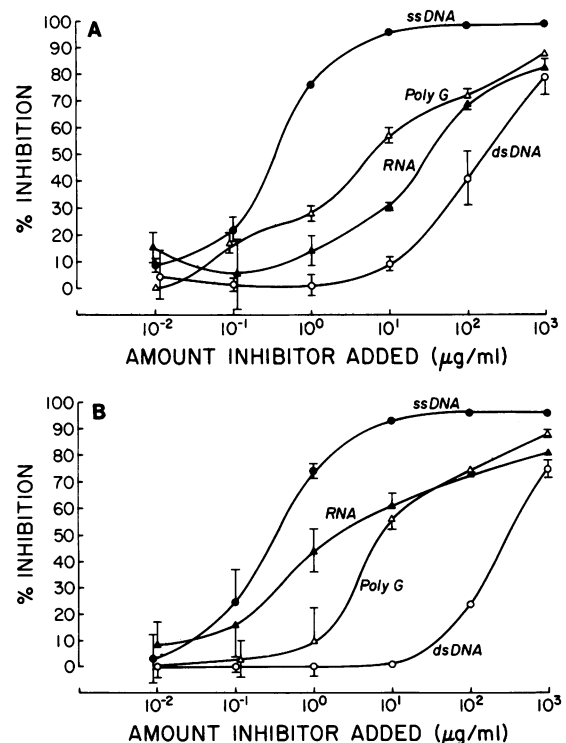 A
% INHIBITION
100
90
80
70
60
50
40
30
20
10
0
ssDNA
Poly G
RNA
dsDNA
10⁻² 10⁻¹ 10⁰ 10¹ 10² 10³
AMOUNT INHIBITOR ADDED (μg/ml)
B
% INHIBITION
100
90
80
70
60
50
40
30
20
10
0
ssDNA
RNA
Poly G
dsDNA
10⁻² 10⁻¹ 10⁰ 10¹ 10² 10³
AMOUNT INHIBITOR ADDED (μg/ml)